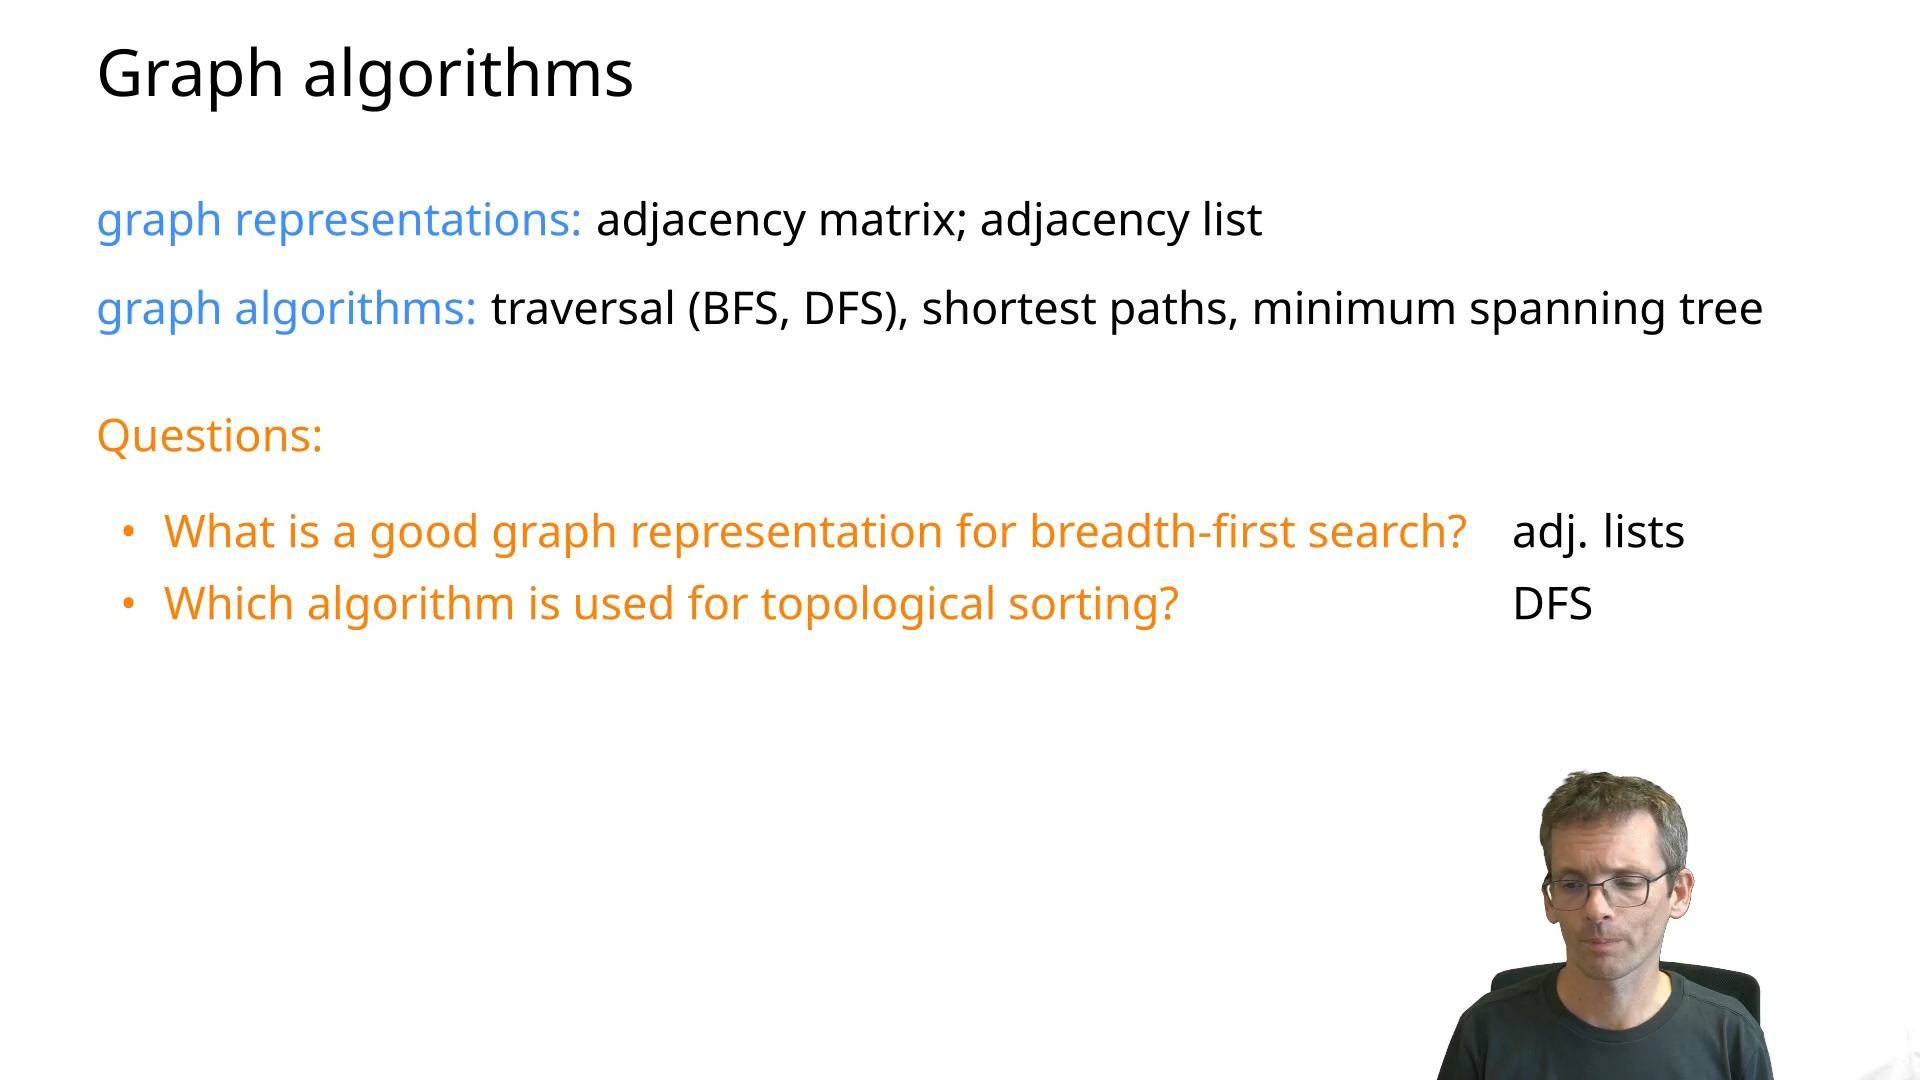 Graph algorithms
graph representations: adjacency matrix; adjacency list
graph algorithms: traversal (BFS, DFS), shortest paths, minimum spanning tree
Questions:
• What is a good graph representation for breadth-first search? adj. lists
• Which algorithm is used for topological sorting? DFS